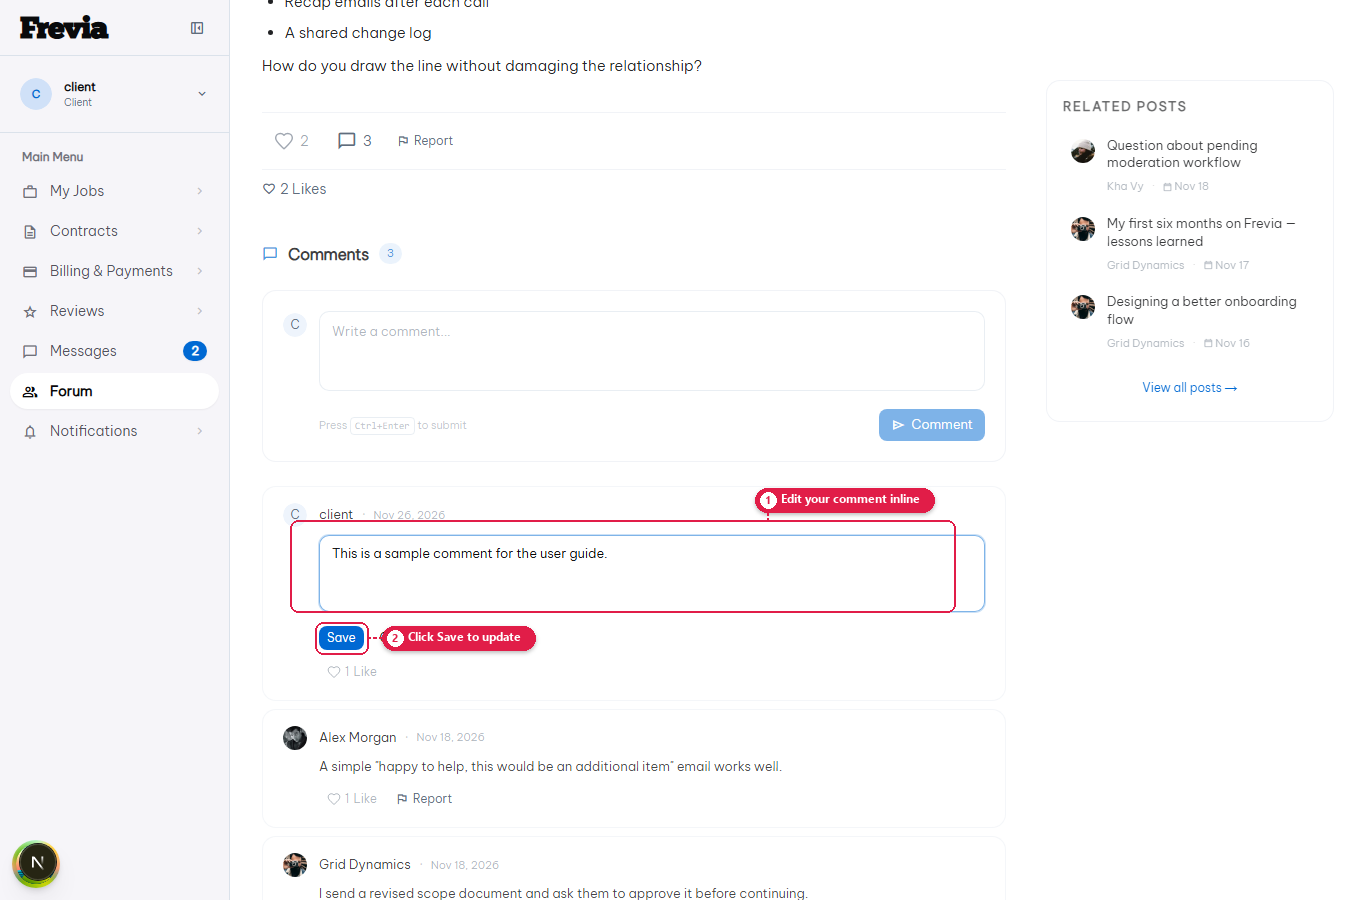 Frevia
C
client
Client
Main Menu
My Jobs
Contracts
Billing & Payments
Reviews
Messages
2
Forum
Notifications
N
Recap emails after each call
A shared change log
How do you draw the line without damaging the relationship?
2
3
Report
2 Likes
Comments
3
C
Write a comment...
Press Ctrl+Enter to submit
Comment
1 Edit your comment inline
C
client · Nov 26, 2026
This is a sample comment for the user guide.
Save
2 Click Save to update
1 Like
Alex Morgan · Nov 18, 2026
A simple "happy to help, this would be an additional item" email works well.
1 Like
Report
Grid Dynamics · Nov 18, 2026
I send a revised scope document and ask them to approve it before continuing.
RELATED POSTS
Question about pending
moderation workflow
Kha Vy · Nov 18
My first six months on Frevia —
lessons learned
Grid Dynamics · Nov 17
Designing a better onboarding
flow
Grid Dynamics · Nov 16
View all posts →